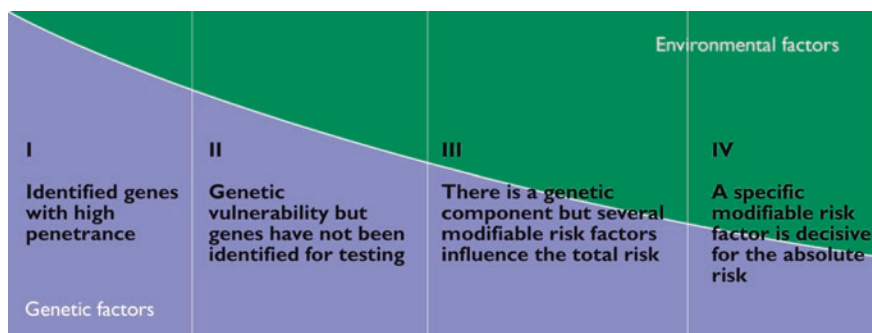 Environmental factors
I
Identified genes
with high
penetrance
II
Genetic
vulnerability but
genes have not been
identified for testing
III
There is a genetic
component but several
modifiable risk factors
influence the total risk
IV
A specific
modifiable risk
factor is decisive
for the absolute
risk
Genetic factors